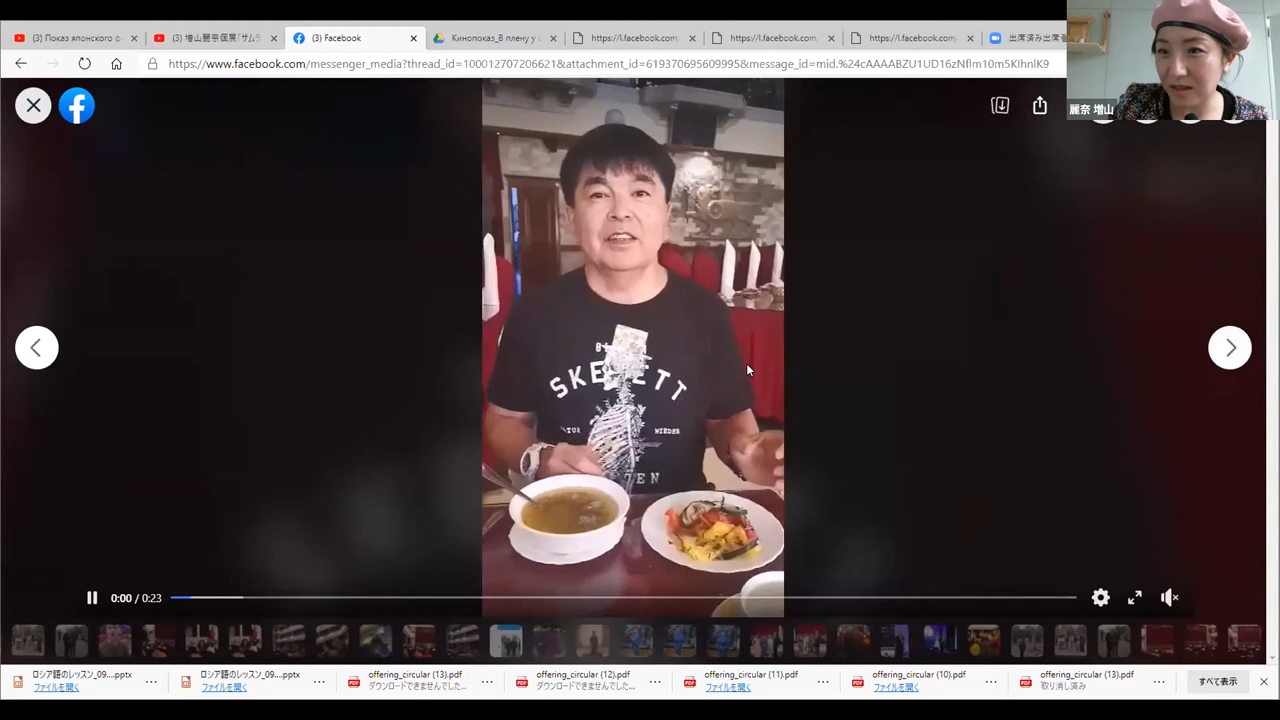 (3) Показ японского ф
(3) 増山麗奈個展「サムラ
(3) Facebook
Кинопоказ_В плену у с
https://l.facebook.com
https://l.facebook.com
https://l.facebook.com
出席済み出席者
https://www.facebook.com/messenger_media?thread_id=100012707206621&attachment_id=619370695609995&message_id=mid.%24cAAAABZU1UD16zNflm10m5KIhnIK9
麗奈 増山
SKE ETT
TUR WIEDER
TEN
0:00 / 0:23
ロシア語のレッスン_09....pptx
ファイルを開く
ロシア語のレッスン_09....pptx
ファイルを開く
offering_circular (13).pdf
ダウンロードできませんでした...
offering_circular (12).pdf
ダウンロードできませんでした...
offering_circular (11).pdf
ファイルを開く
offering_circular (10).pdf
ファイルを開く
offering_circular (13).pdf
取り消し済み
すべて表示